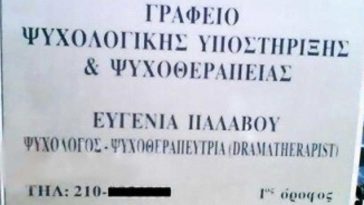 ΓΡΑΦΕΙΟ
ΨΥΧΟΛΟΓΙΚΗΣ ΥΠΟΣΤΗΡΙΞΗΣ
& ΨΥΧΟΘΕΡΑΠΕΙΑΣ
ΕΥΓΕΝΙΑ ΠΑΛΑΒΟΥ
ΨΥΧΟΛΟΓΟΣ - ΨΥΧΟΘΕΡΑΠΕΥΤΡΙΑ (DRAMATHERAPIST)
ΤΗΛ: 210- 1ος όροφος